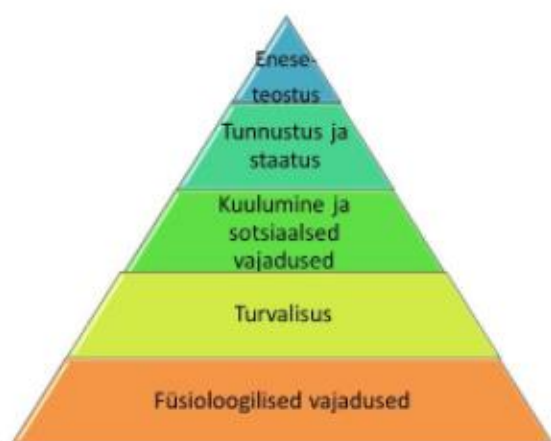 Enese-
teostus
Tunnustus ja
staatus
Kuulumine ja
sotsiaalsed
vajadused
Turvalisus
Füsioloogilised vajadused